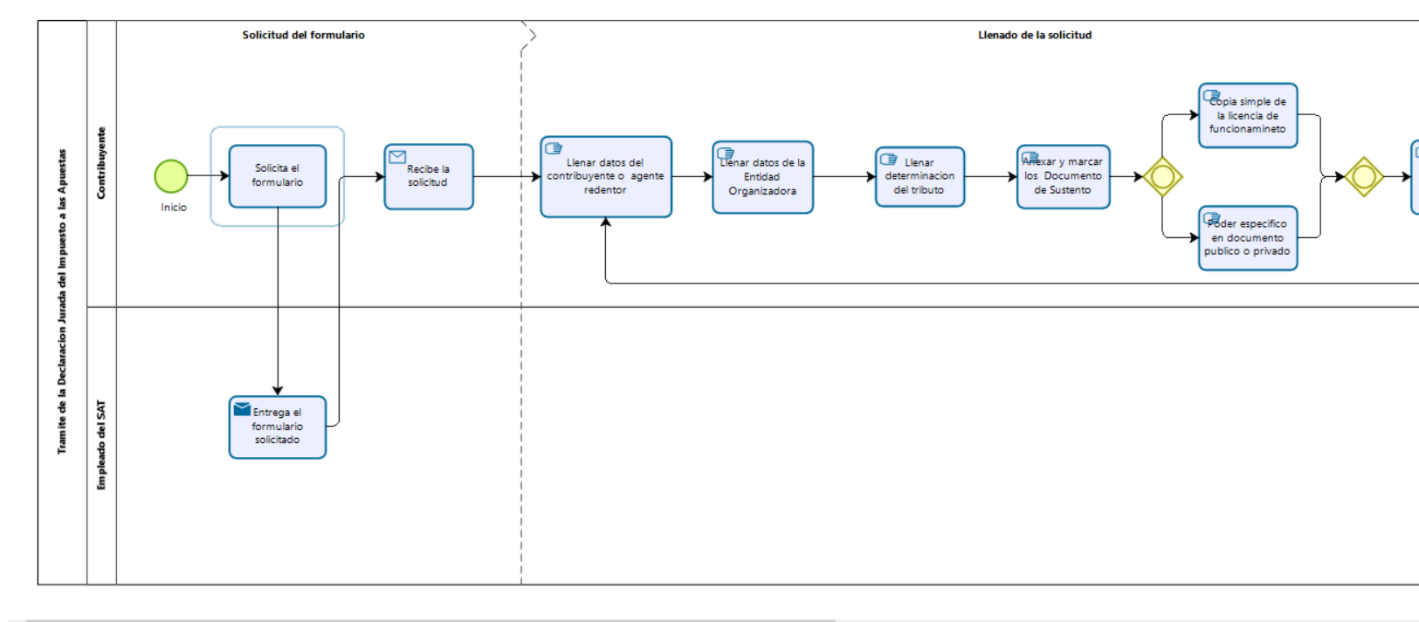 Tramite de la Declaracion Jurada del Impuesto a las Apuestas
Contribuyente
Empleado del SAT
Solicitud del formulario
Llenado de la solicitud
Inicio
Solicita el
formulario
Recibe la
solicitud
Llenar datos del
contribuyente o agente
redentor
Llenar datos de la
Entidad
Organizadora
Llenar
determinacion
del tributo
Anexar y marcar
los Documento
de Sustento
Copia simple de
la licencia de
funcionamineto
Poder especifico
en documento
publico o privado
Entrega el
formulario
solicitado